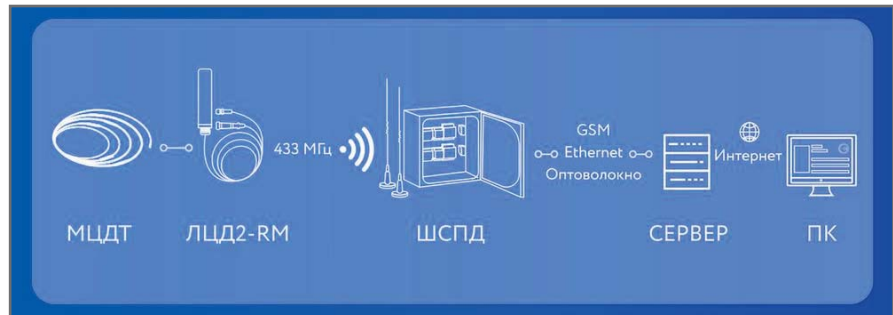 433 МГц
GSM
Ethernet
Оптоволокно
Интернет
МЦДТ
ЛЦД2-RM
ШСПД
СЕРВЕР
ПК